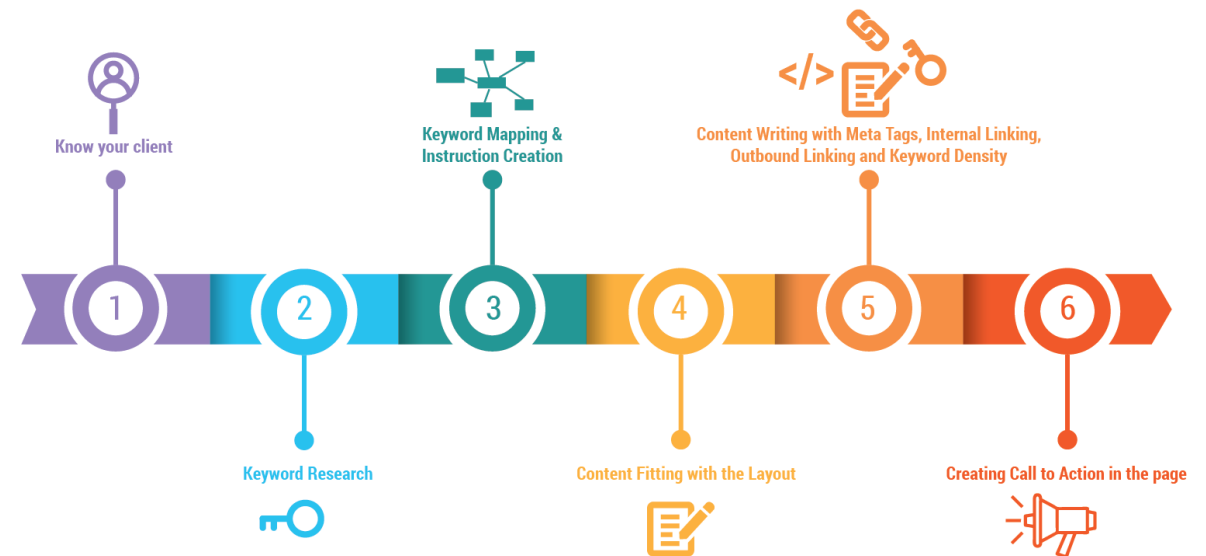 Know your client
Keyword Mapping &
Instruction Creation
</>
Content Writing with Meta Tags, Internal Linking,
Outbound Linking and Keyword Density
1
2
3
4
5
6
Keyword Research
Content Fitting with the Layout
Creating Call to Action in the page